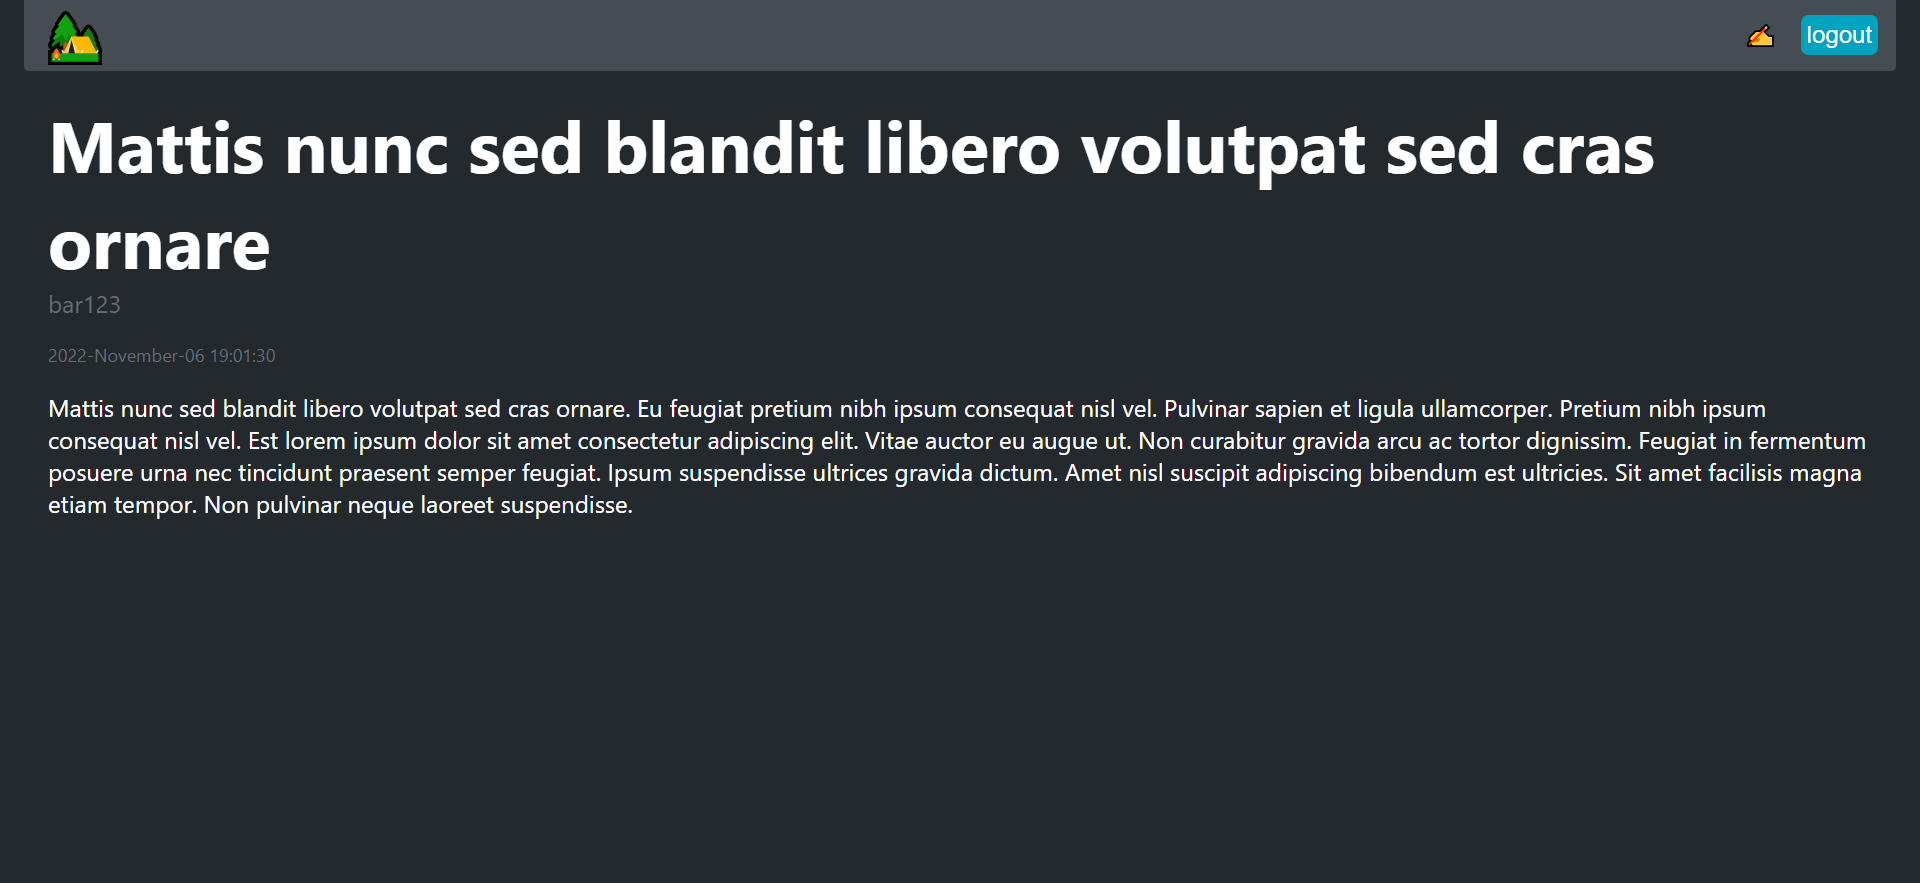 logout
Mattis nunc sed blandit libero volutpat sed cras
ornare
bar123
2022-November-06 19:01:30
Mattis nunc sed blandit libero volutpat sed cras ornare. Eu feugiat pretium nibh ipsum consequat nisl vel. Pulvinar sapien et ligula ullamcorper. Pretium nibh ipsum
consequat nisl vel. Est lorem ipsum dolor sit amet consectetur adipiscing elit. Vitae auctor eu augue ut. Non curabitur gravida arcu ac tortor dignissim. Feugiat in fermentum
posuere urna nec tincidunt praesent semper feugiat. Ipsum suspendisse ultrices gravida dictum. Amet nisl suscipit adipiscing bibendum est ultricies. Sit amet facilisis magna
etiam tempor. Non pulvinar neque laoreet suspendisse.